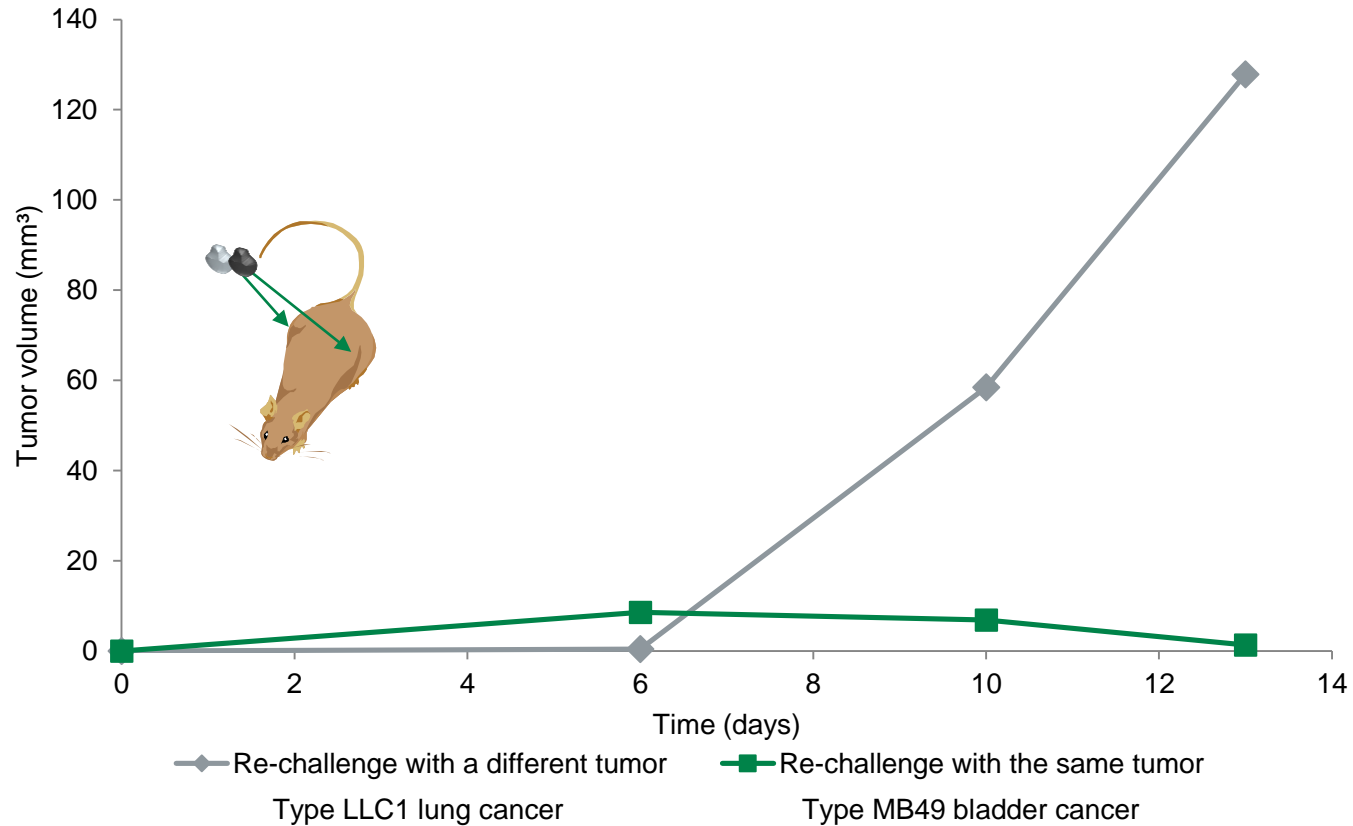 140
120
100
80
60
40
20
0
Tumor volume (mm³)
0 2 4 6 8 10 12 14
Time (days)
Re-challenge with a different tumor Re-challenge with the same tumor
Type LLC1 lung cancer Type MB49 bladder cancer